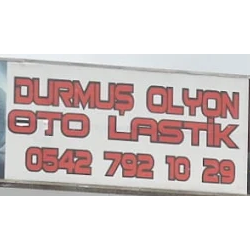 DURMUŞ OLYON
OTO LASTİK
0542 792 10 29